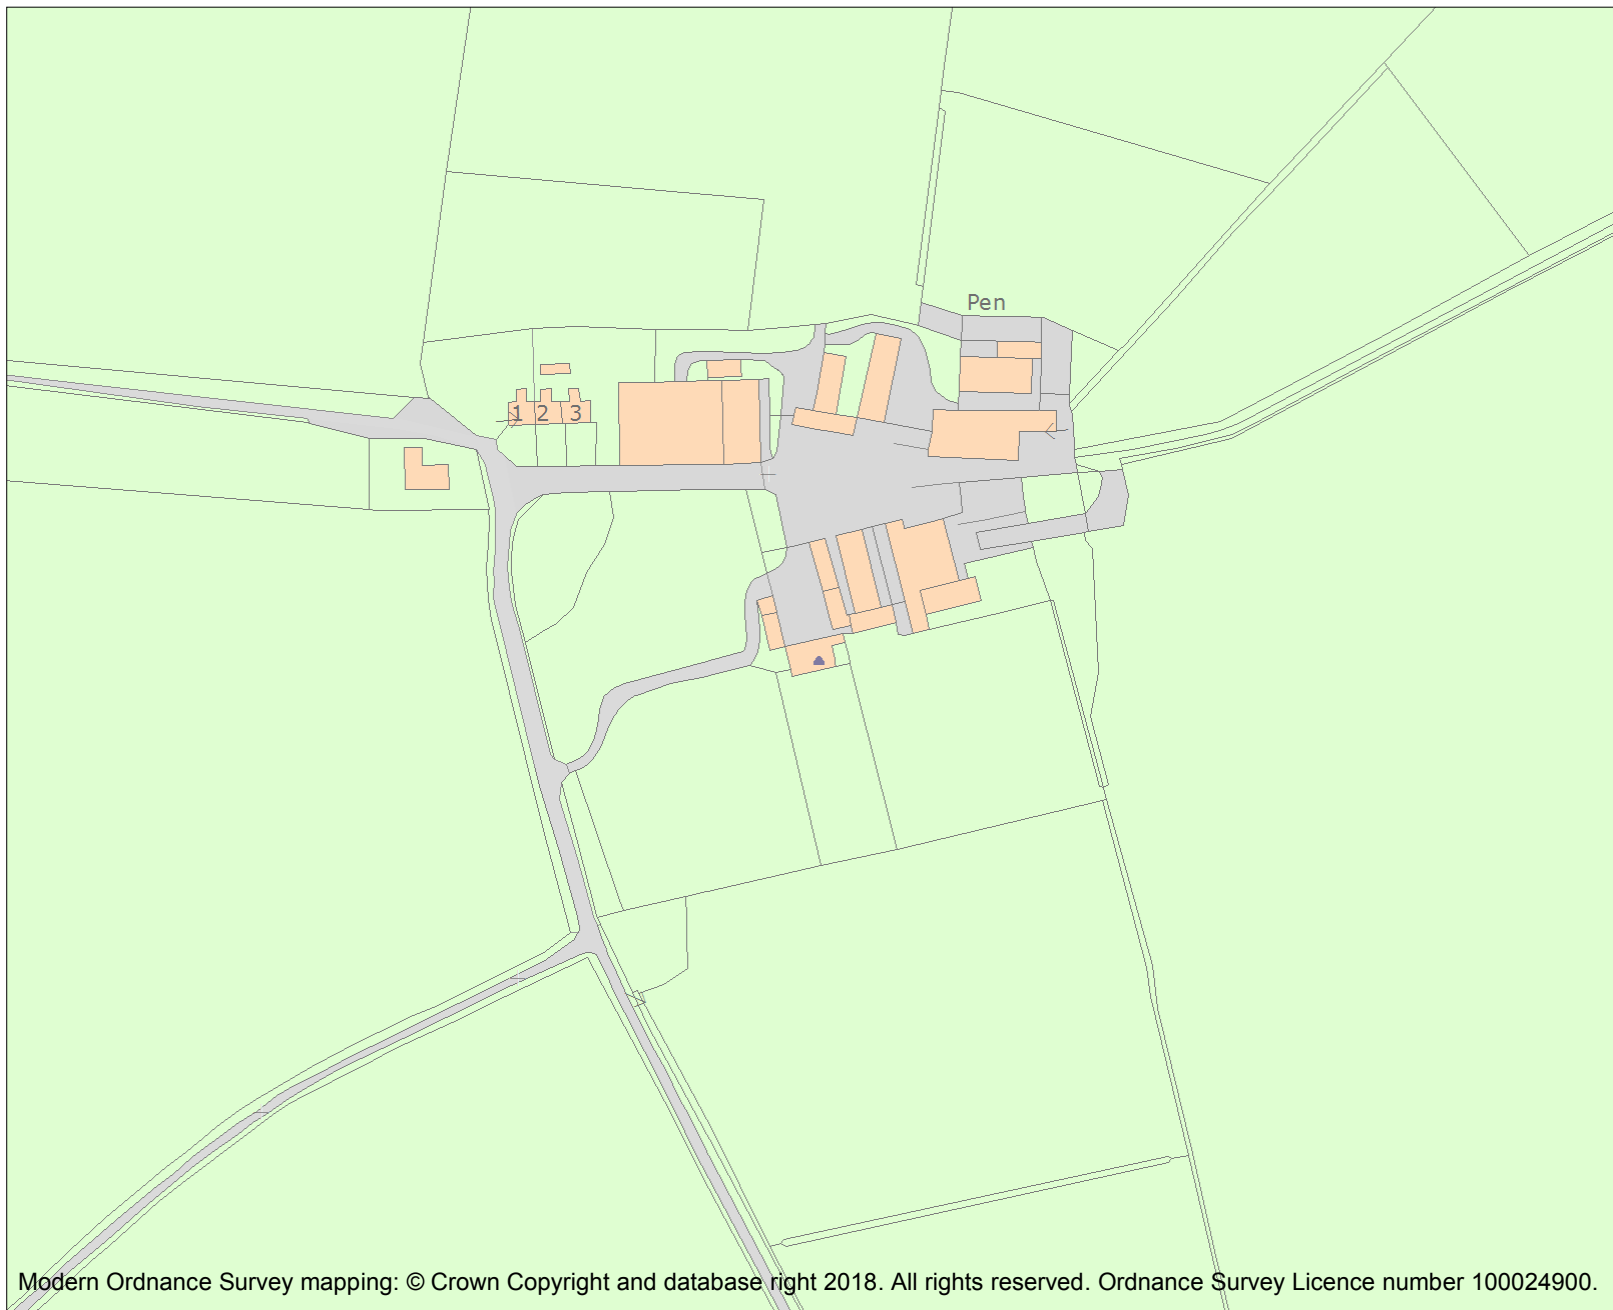 Pen
1 2 3
Modern Ordnance Survey mapping: © Crown Copyright and database right 2018. All rights reserved. Ordnance Survey Licence number 100024900.